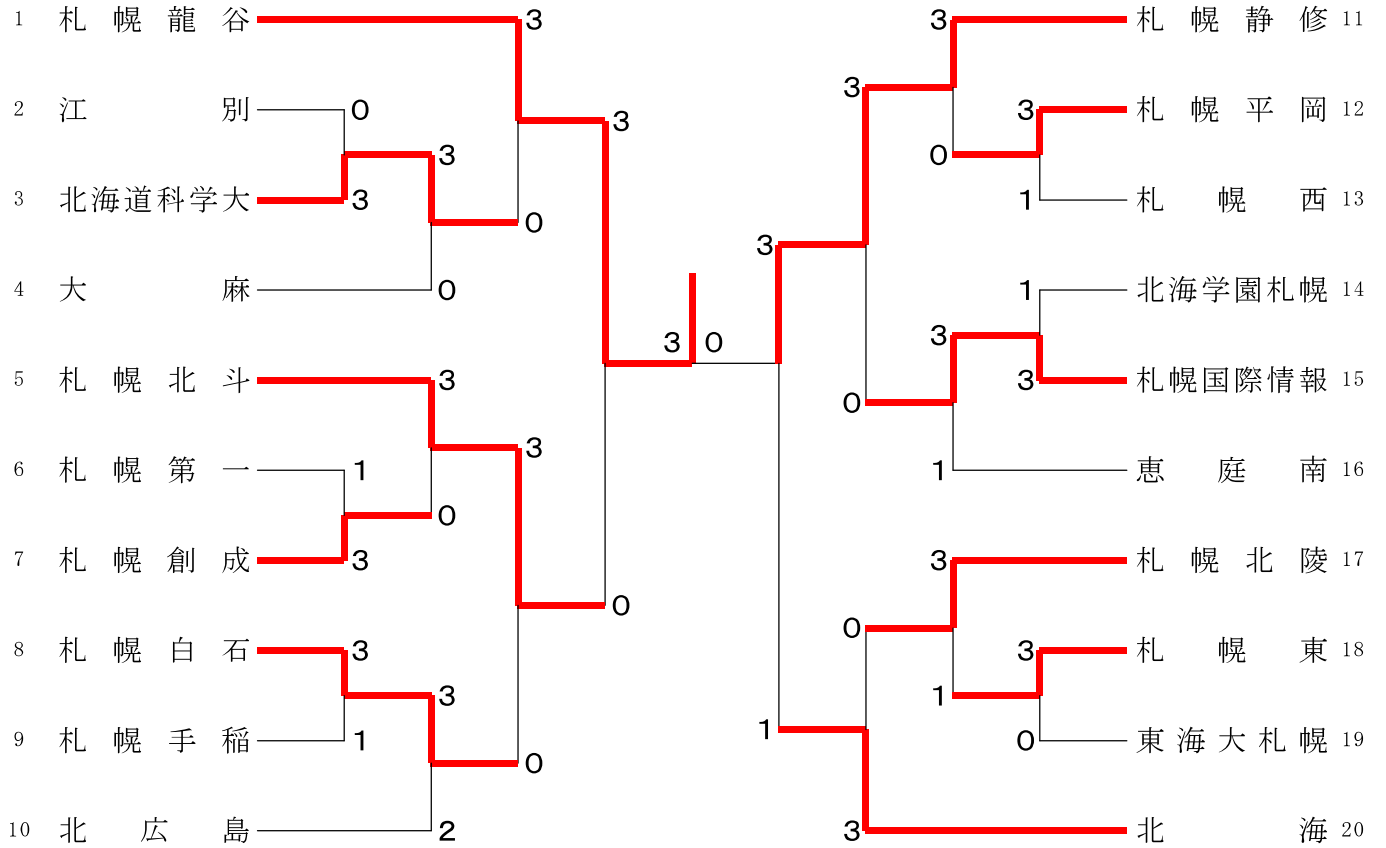 1 札幌龍谷 3 3 札幌静修 11
3
2 江別 0 3 札幌平岡 12
3
3 0
3 北海道科学大 3 1 札幌西 13
0
3
4 大麻 0 1 北海学園札幌 14
3 0
3
5 札幌北斗 3 3 札幌国際情報 15
0
3
6 札幌第一 1 1 恵庭南 16
0
7 札幌創成 3 3 札幌北陵 17
0
0
8 札幌白石 3 3 札幌東 18
3 1
9 札幌手稲 1 1 0 東海大札幌 19
0
10 北広島 2 3 北海 20